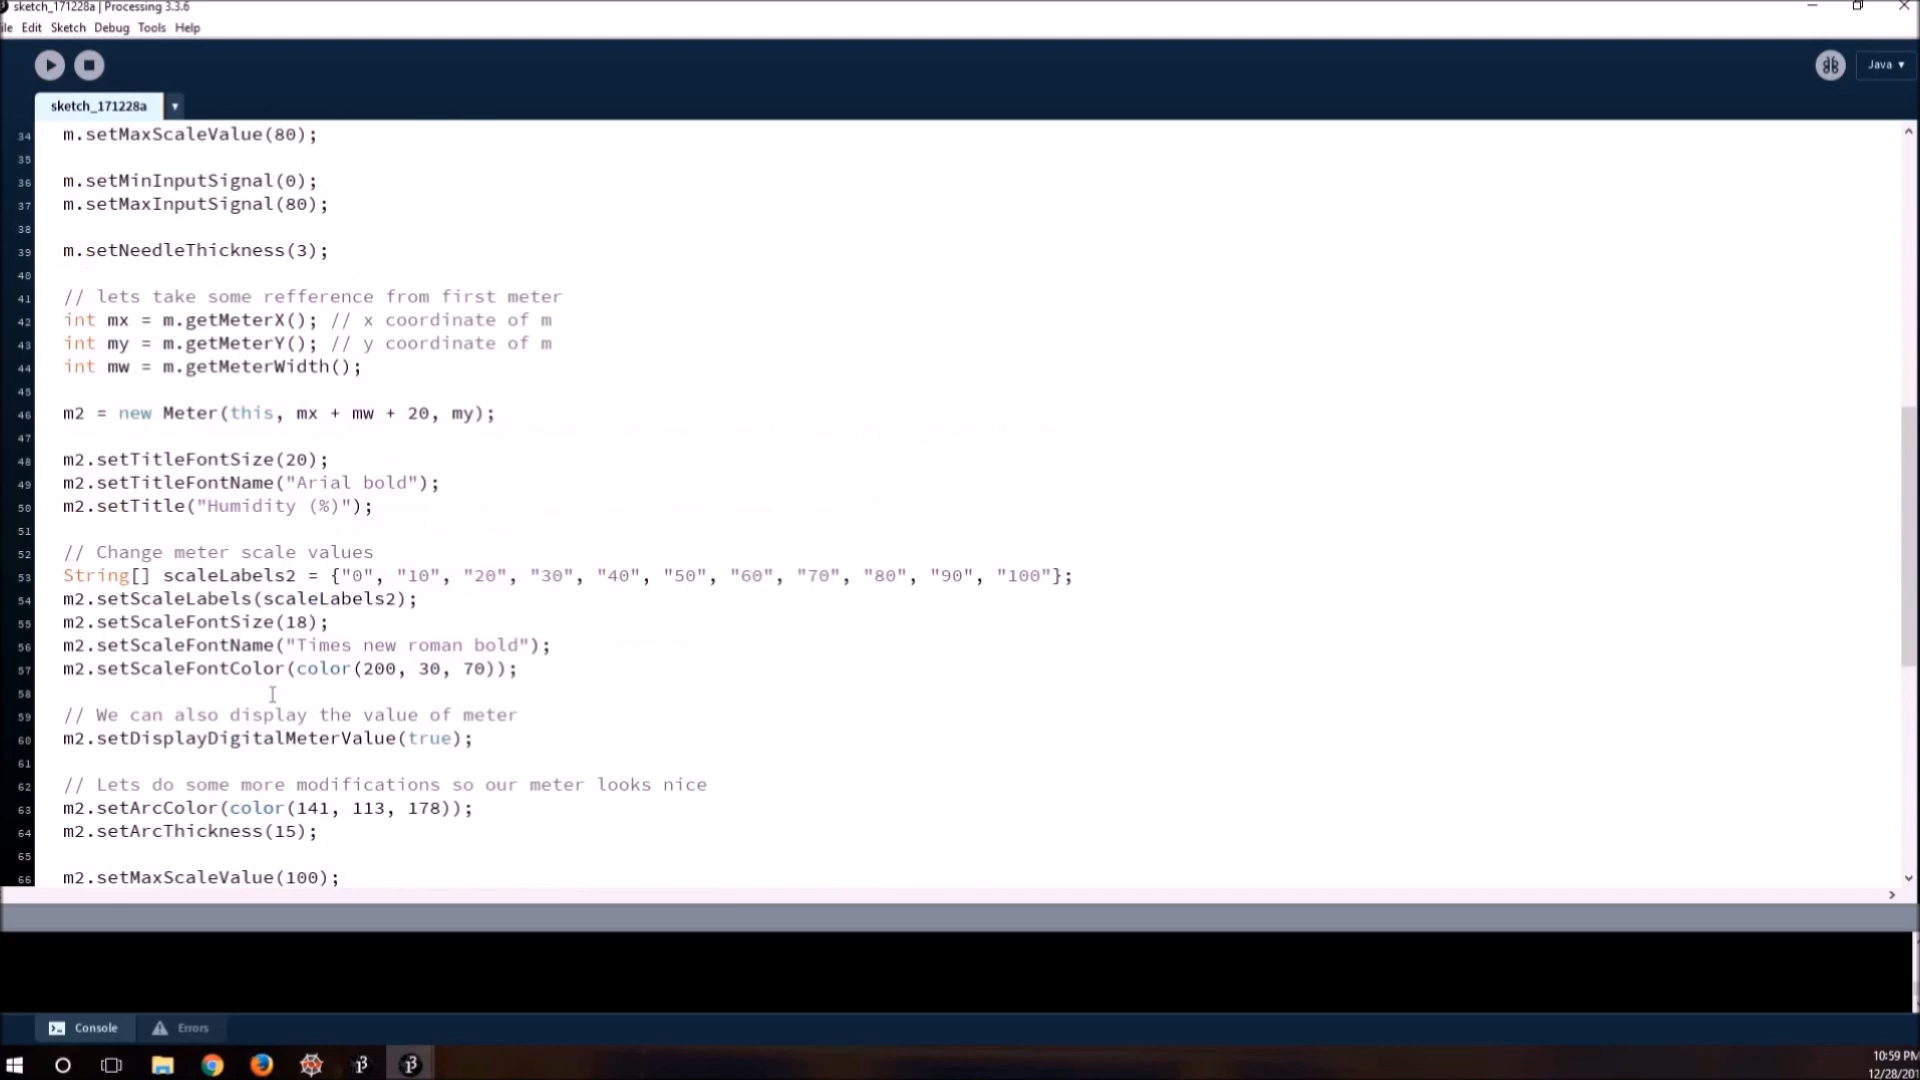 sketch_171228a | Processing 3.3.6
ile Edit Sketch Debug Tools Help
Java ▾
sketch_171228a ▾
34 m.setMaxScaleValue(80);
35
36 m.setMinInputSignal(0);
37 m.setMaxInputSignal(80);
38
39 m.setNeedleThickness(3);
40
41 // lets take some refference from first meter
42 int mx = m.getMeterX(); // x coordinate of m
43 int my = m.getMeterY(); // y coordinate of m
44 int mw = m.getMeterWidth();
45
46 m2 = new Meter(this, mx + mw + 20, my);
47
48 m2.setTitleFontSize(20);
49 m2.setTitleFontName("Arial bold");
50 m2.setTitle("Humidity (%)");
51
52 // Change meter scale values
53 String[] scaleLabels2 = {"0", "10", "20", "30", "40", "50", "60", "70", "80", "90", "100"};
54 m2.setScaleLabels(scaleLabels2);
55 m2.setScaleFontSize(18);
56 m2.setScaleFontName("Times new roman bold");
57 m2.setScaleFontColor(color(200, 30, 70));
58
59 // We can also display the value of meter
60 m2.setDisplayDigitalMeterValue(true);
61
62 // Lets do some more modifications so our meter looks nice
63 m2.setArcColor(color(141, 113, 178));
64 m2.setArcThickness(15);
65
66 m2.setMaxScaleValue(100);
Console Errors
10:59 PM
12/28/201